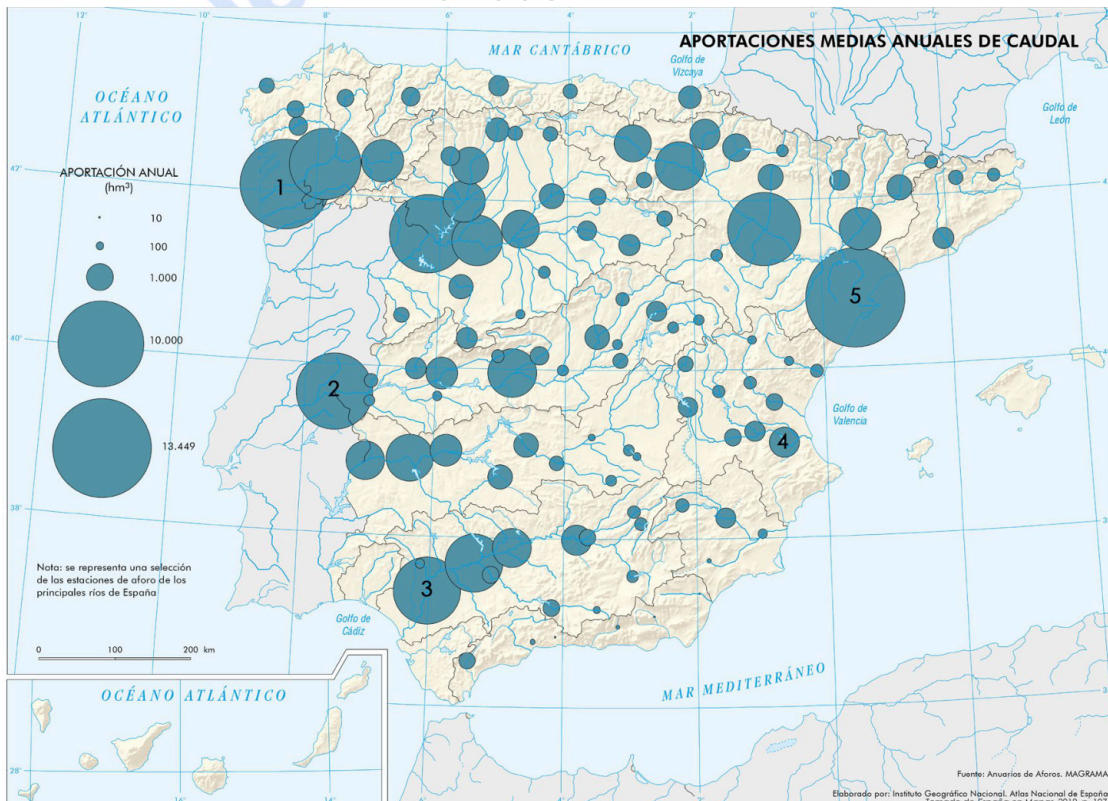 APORTACIONES MEDIAS ANUALES DE CAUDAL
12°
8°
6°
4°
2°
0°
2°
4°
MAR CANTÁBRICO
Golfo de
Vizcaya
OCÉANO
ATLÁNTICO
Golfo de
León
42°
APORTACIÓN ANUAL
(hm³)
10
100
1.000
10.000
13.449
1
5
40°
2
Golfo de
Valencia
4
38°
3
Nota: se representa una selección
de las estaciones de aforo de los
principales ríos de España
Golfo de
Cádiz
0 100 200 km
MAR MEDITERRÁNEO
OCÉANO ATLÁNTICO
28°
Fuente: Anuarios de Aforos. MAGRAMA
Elaborado por: Instituto Geográfico Nacional. Atlas Nacional de España